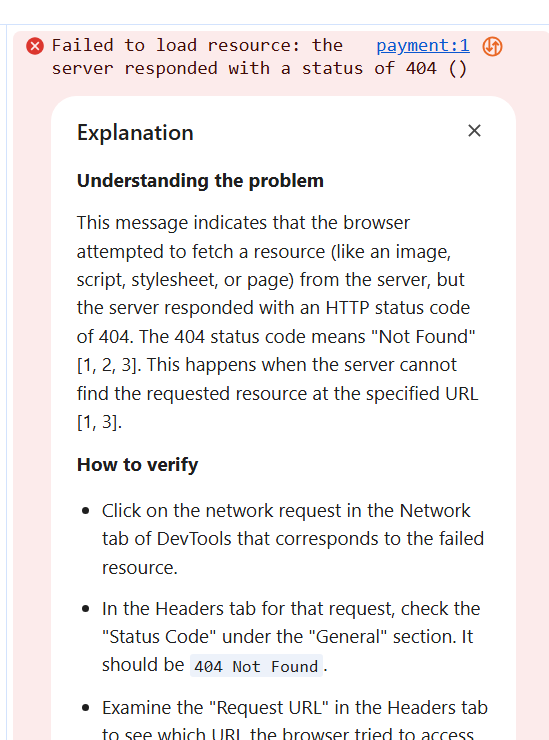 Failed to load resource: the payment:1
server responded with a status of 404 ()
Explanation
Understanding the problem
This message indicates that the browser
attempted to fetch a resource (like an image,
script, stylesheet, or page) from the server, but
the server responded with an HTTP status code
of 404. The 404 status code means "Not Found"
[1, 2, 3]. This happens when the server cannot
find the requested resource at the specified URL
[1, 3].
How to verify
• Click on the network request in the Network
tab of DevTools that corresponds to the failed
resource.
• In the Headers tab for that request, check the
"Status Code" under the "General" section. It
should be 404 Not Found.
• Examine the "Request URL" in the Headers tab
to see which URL the browser tried to access